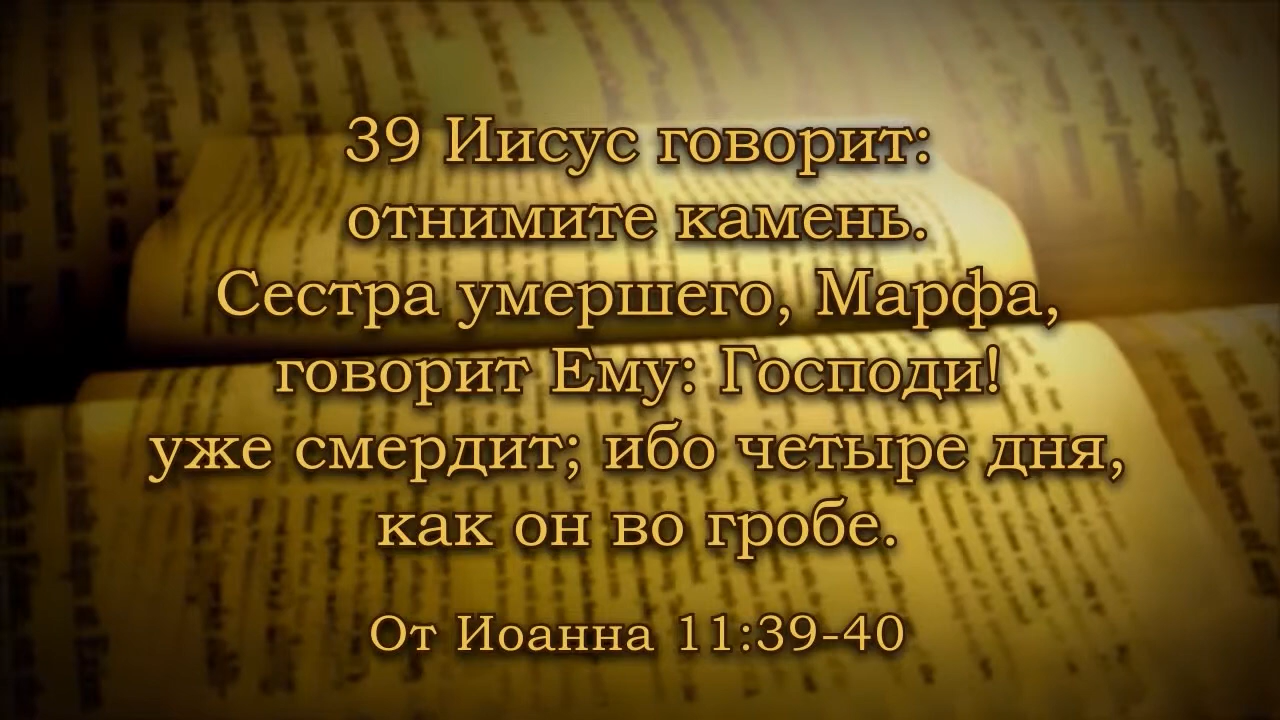 39 Иисус говорит:
отнимите камень.
Сестра умершего, Марфа,
говорит Ему: Господи!
уже смердит; ибо четыре дня,
как он во гробе.
От Иоанна 11:39-40